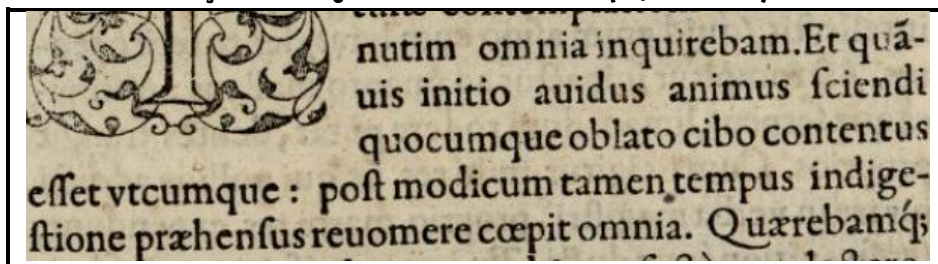 nutim omnia inquirebam. Et quã-
uis initio auidus animus ſciendi
quocumque oblato cibo contentus
eſſet vtcumque : poſt modicum tamen tempus indige-
ſtione præhenſus reuomere cœpit omnia. Quærebamq́;